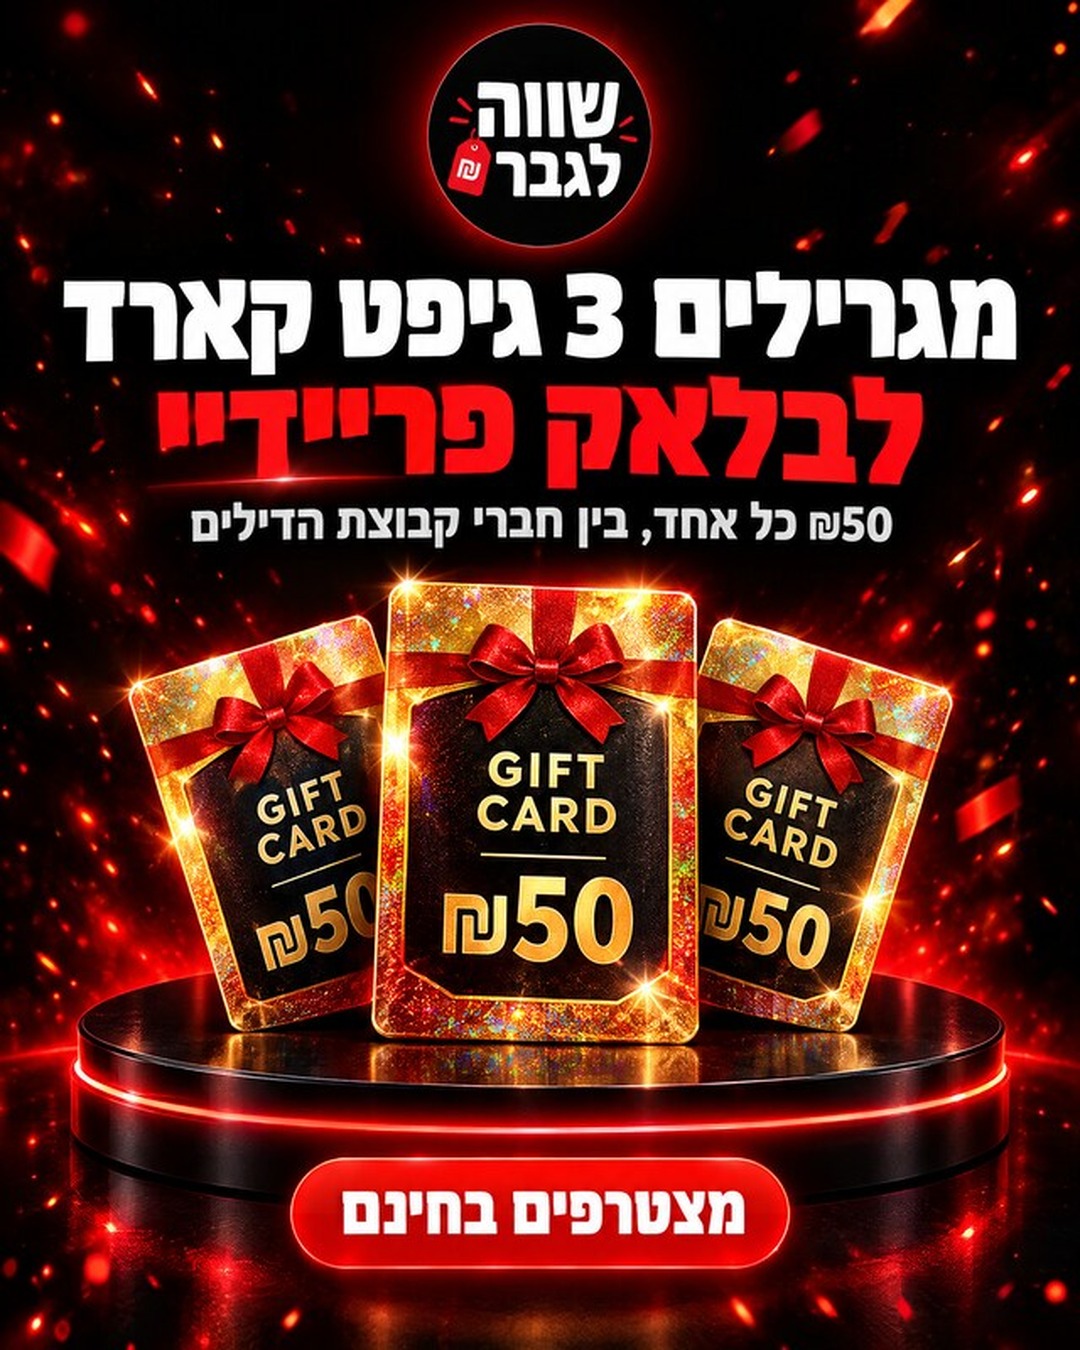 שווה
לגבר
₪
מגרילים 3 גיפט קארד
לבלאק פריידיי
₪50 כל אחד, בין חברי קבוצת הדילים
GIFT
CARD
₪50
GIFT
CARD
₪50
GIFT
CARD
₪50
מצטרפים בחינם